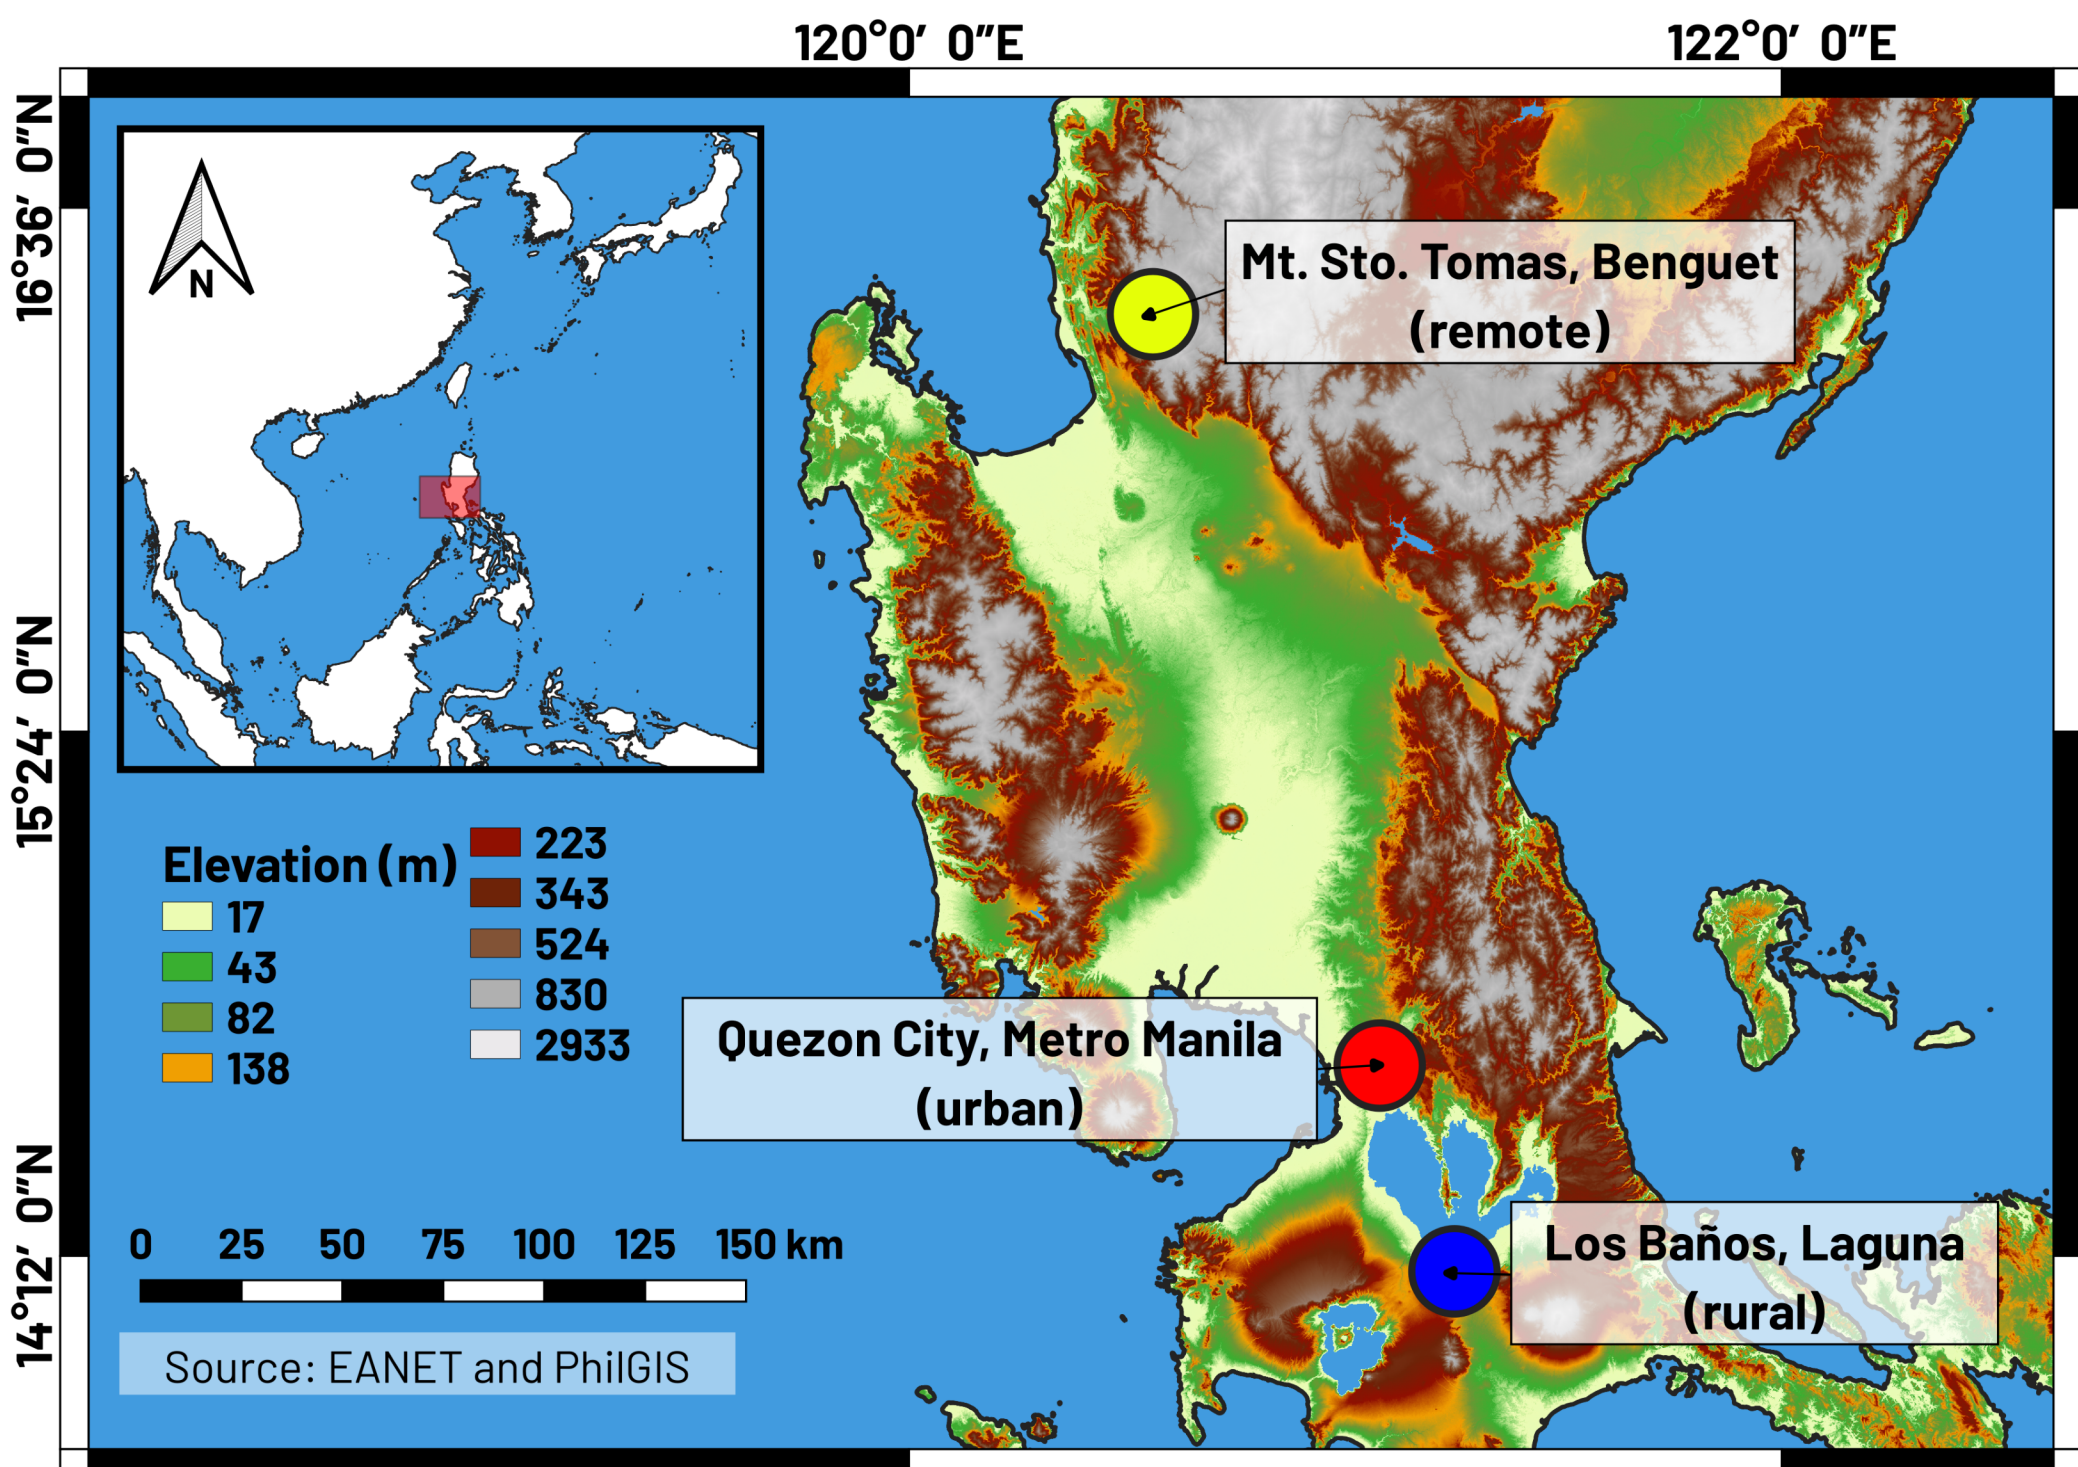 120°0′ 0″E
122°0′ 0″E
16°36′ 0″N
15°24′ 0″N
14°12′ 0″N
N
Mt. Sto. Tomas, Benguet
(remote)
Elevation (m)
17
43
82
138
223
343
524
830
2933
Quezon City, Metro Manila
(urban)
Los Baños, Laguna
(rural)
0 25 50 75 100 125 150 km
Source: EANET and PhilGIS